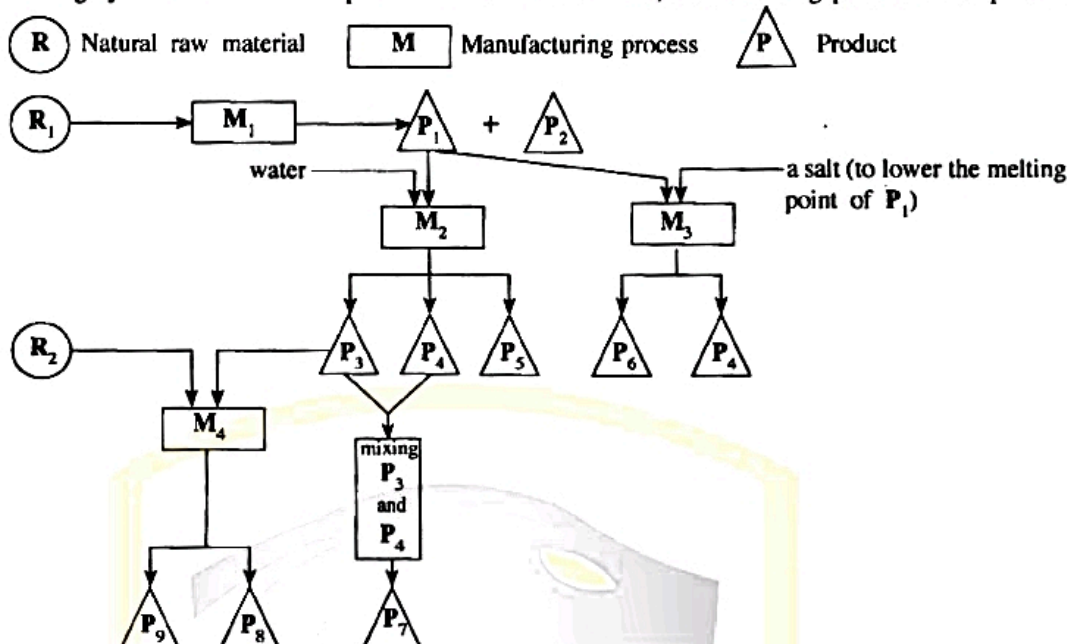 R Natural raw material M Manufacturing process P Product
R₁ M₁ P₁ + P₂
water
a salt (to lower the melting
point of P₁)
M₂ M₃
R₂ P₃ P₄ P₅ P₆ P₄
M₄
mixing
P₃
and
P₄
P₉ P₈ P₇